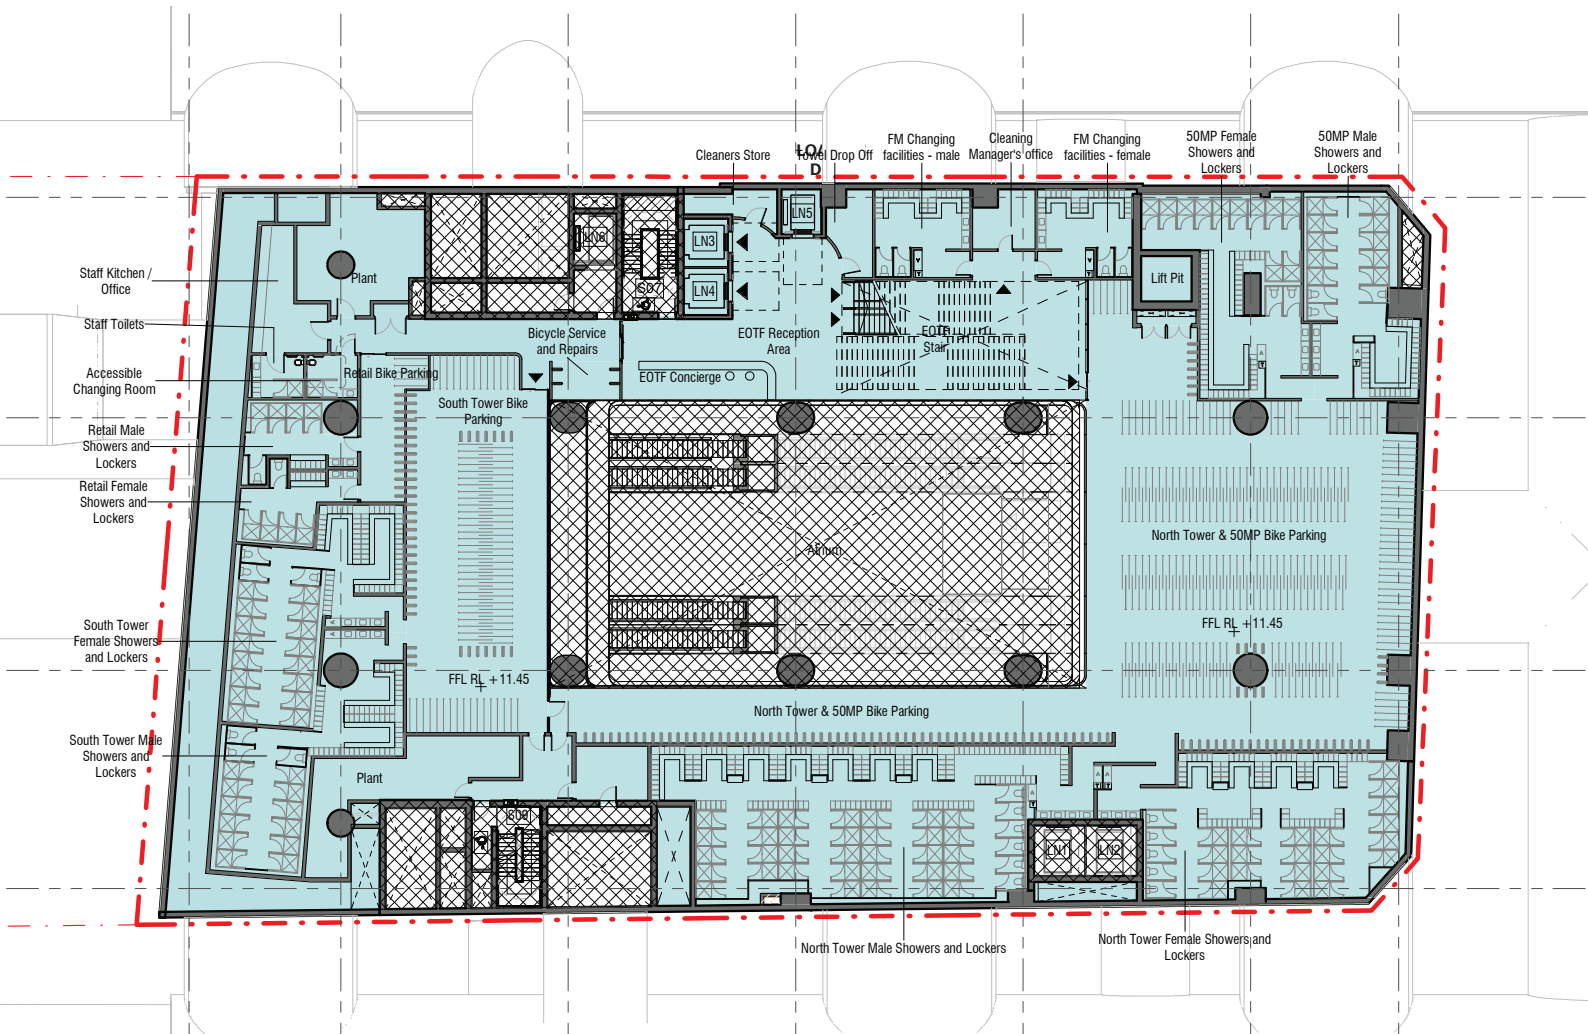 Cleaners Store
LOA
D
Towel Drop Off
FM Changing
facilities - male
Cleaning
Manager's office
FM Changing
facilities - female
50MP Female
Showers and
Lockers
50MP Male
Showers and
Lockers
LN5
LN6
LN3
LN4
S07
Lift Pit
Plant
Staff Kitchen /
Office
Staff Toilets
Accessible
Changing Room
Retail Male
Showers and
Lockers
Retail Female
Showers and
Lockers
South Tower
Female Showers
and Lockers
South Tower Male
Showers and
Lockers
Retail Bike Parking
Bicycle Service
and Repairs
EOTF Reception
Area
EOTF
Stair
EOTF Concierge
South Tower Bike
Parking
Atrium
North Tower & 50MP Bike Parking
FFL RL +11.45
FFL RL +11.45
North Tower & 50MP Bike Parking
Plant
S09
LN1
LN2
North Tower Male Showers and Lockers
North Tower Female Showers and
Lockers